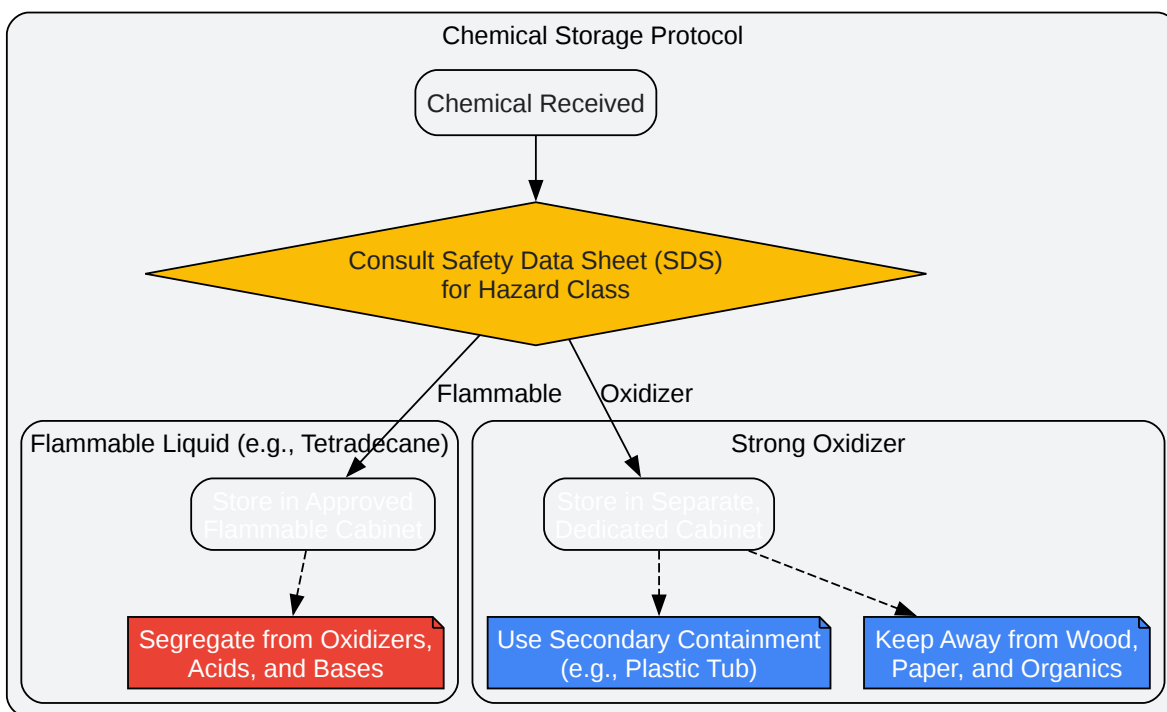 Chemical Storage Protocol
Chemical Received
Consult Safety Data Sheet (SDS)
for Hazard Class
Flammable
Oxidizer
Flammable Liquid (e.g., Tetradecane)
Store in Approved
Flammable Cabinet
Segregate from Oxidizers,
Acids, and Bases
Strong Oxidizer
Store in Separate,
Dedicated Cabinet
Use Secondary Containment
(e.g., Plastic Tub)
Keep Away from Wood,
Paper, and Organics